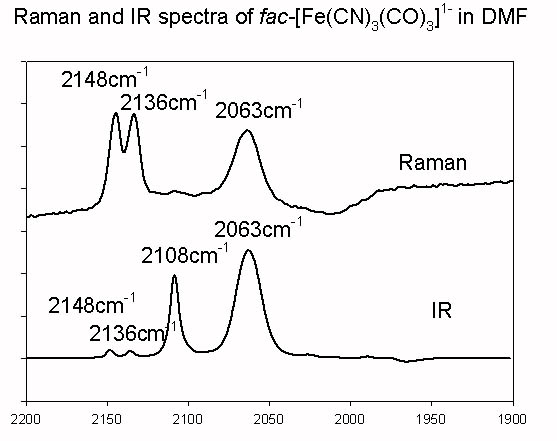 Raman and IR spectra of fac-[Fe(CN)₃(CO)₃]¹⁻ in DMF
2148cm⁻¹
2136cm⁻¹
2063cm⁻¹
Raman
2063cm⁻¹
2108cm⁻¹
2148cm⁻¹
2136cm⁻¹
IR
2200 2150 2100 2050 2000 1950 1900